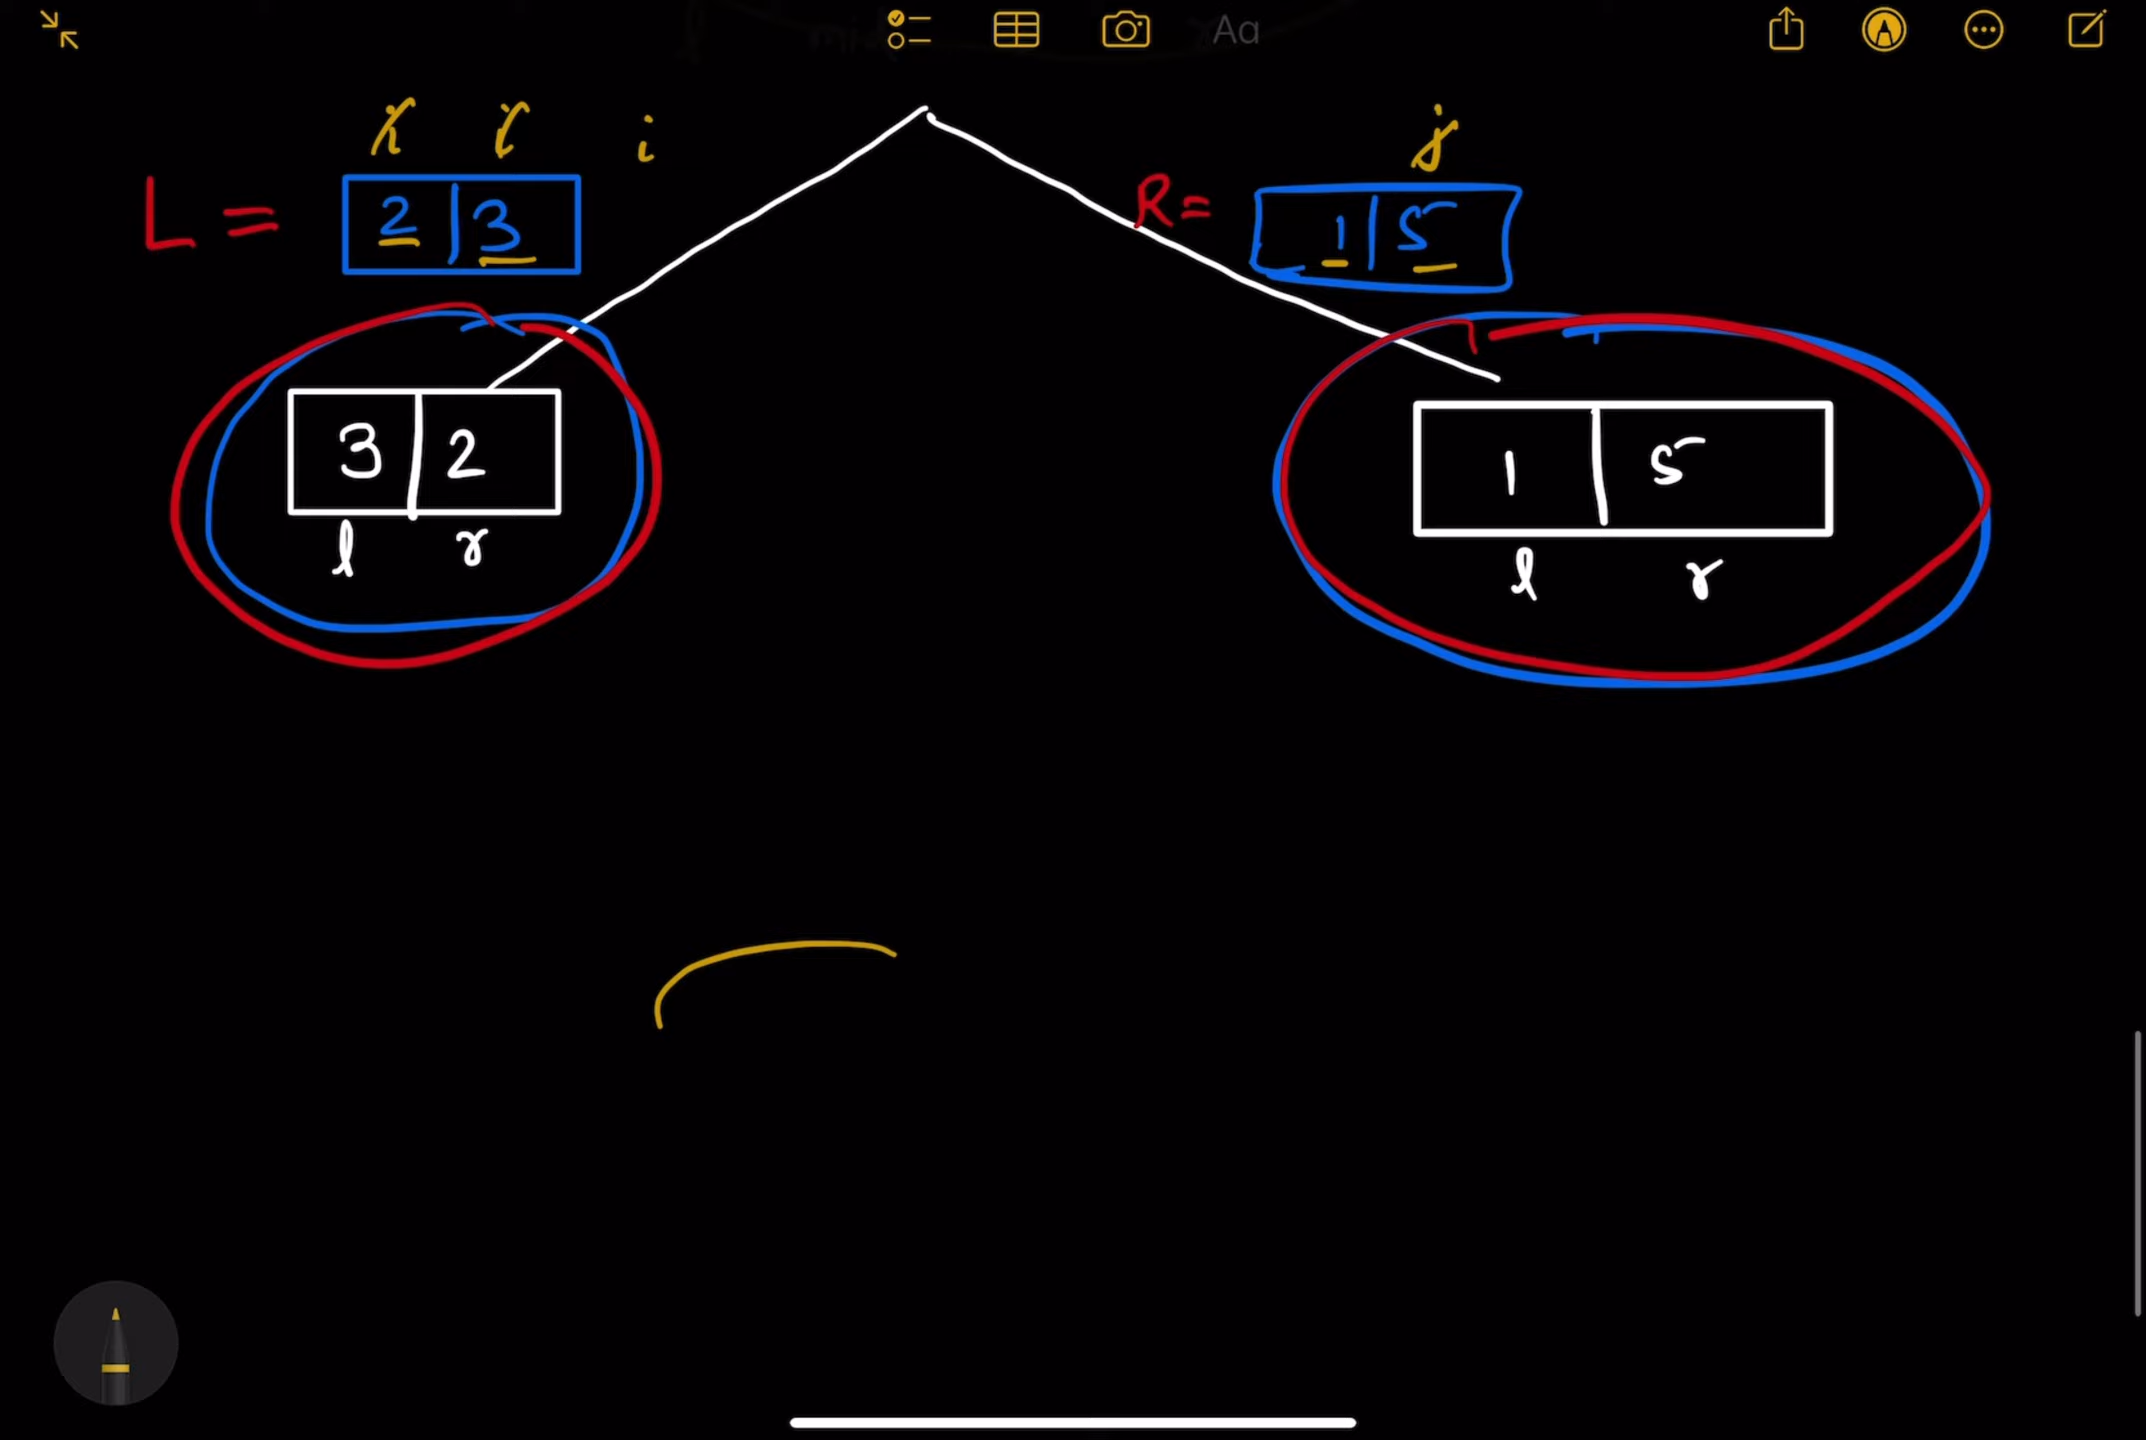 Aa
i i i j
L = 2 | 3
R = 1 | 5
3 | 2
1 | 5
l r
l r